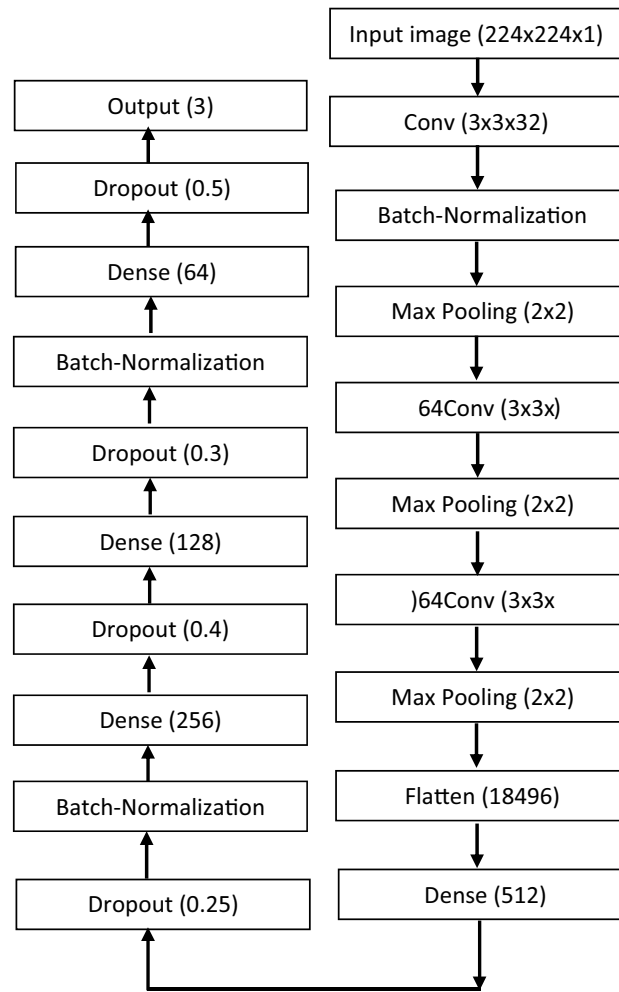 Input image (224x224x1)
Conv (3x3x32)
Batch-Normalization
Max Pooling (2x2)
64Conv (3x3x)
Max Pooling (2x2)
)64Conv (3x3x
Max Pooling (2x2)
Flatten (18496)
Dense (512)
Dropout (0.25)
Batch-Normalization
Dense (256)
Dropout (0.4)
Dense (128)
Dropout (0.3)
Batch-Normalization
Dense (64)
Dropout (0.5)
Output (3)